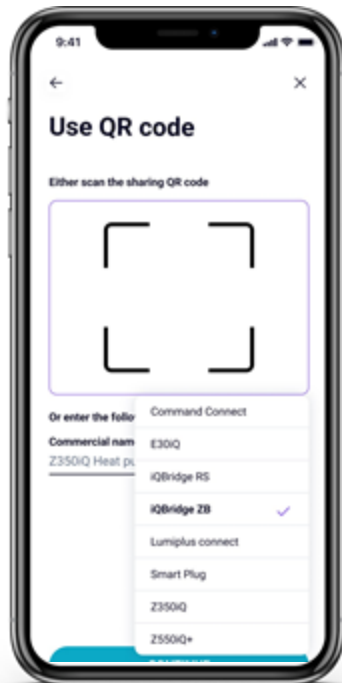 9:41
Use QR code
Either scan the sharing QR code
Or enter the follo
Commercial nam
Z350iQ Heat pu
Command Connect
E30iQ
iQBridge RS
iQBridge ZB
Lumiplus connect
Smart Plug
Z350iQ
Z550iQ+
CONTINUE